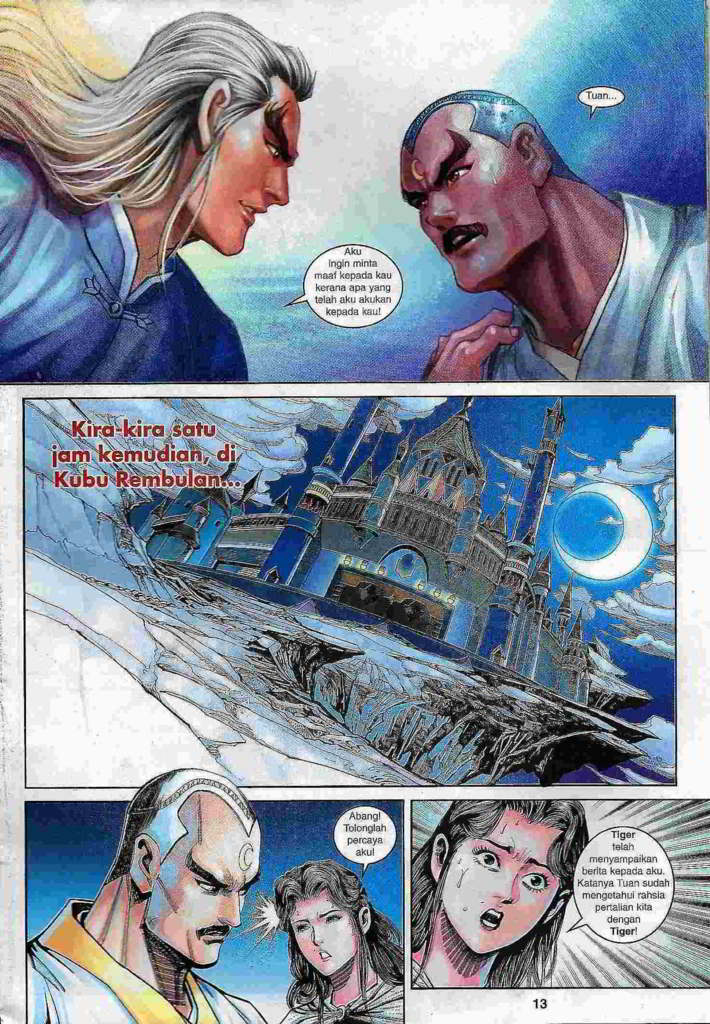 Tuan...
Aku
Ingin minta
maaf kepada kau
kerana apa yang
telah aku akukan
kepada kau!
Kira-kira satu
jam kemudian, di
Kubu Rembulan...
Abang!
Tolonglah
percaya
aku!
Tiger
telah
menyampaikan
berita kepada aku.
Katanya Tuan sudah
mengetahui rahsia
pertalian kita
dengan
Tiger!
13